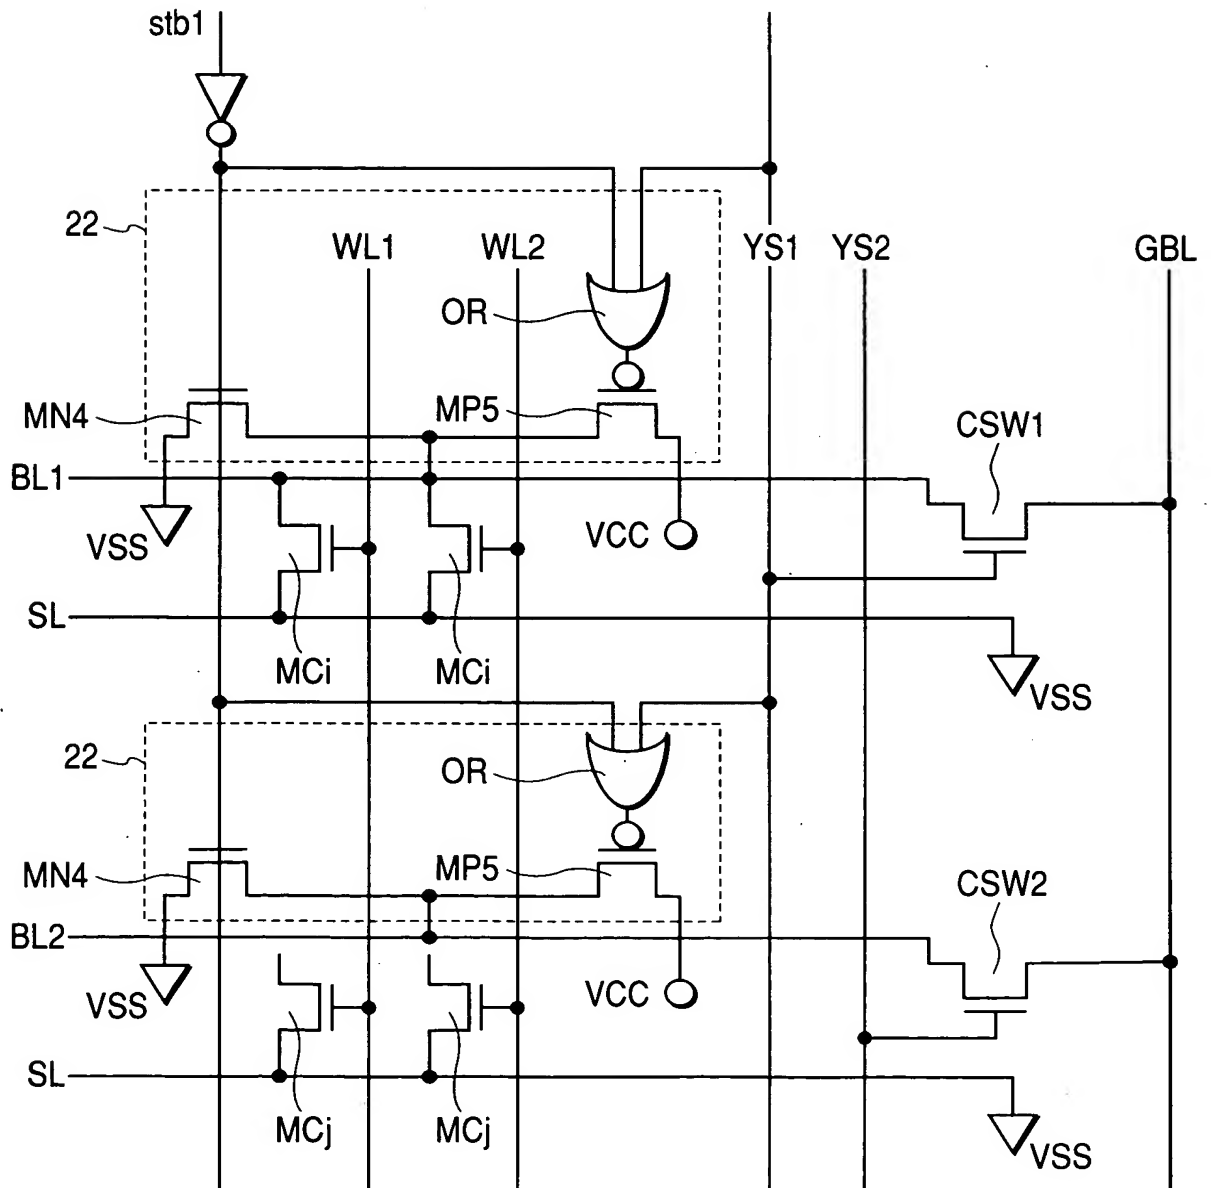 stb1
22
WL1
WL2
YS1
YS2
GBL
OR
MN4
MP5
CSW1
BL1
VSS
VCC
SL
MCi
MCi
VSS
22
OR
MN4
MP5
CSW2
BL2
VSS
VCC
SL
MCj
MCj
VSS